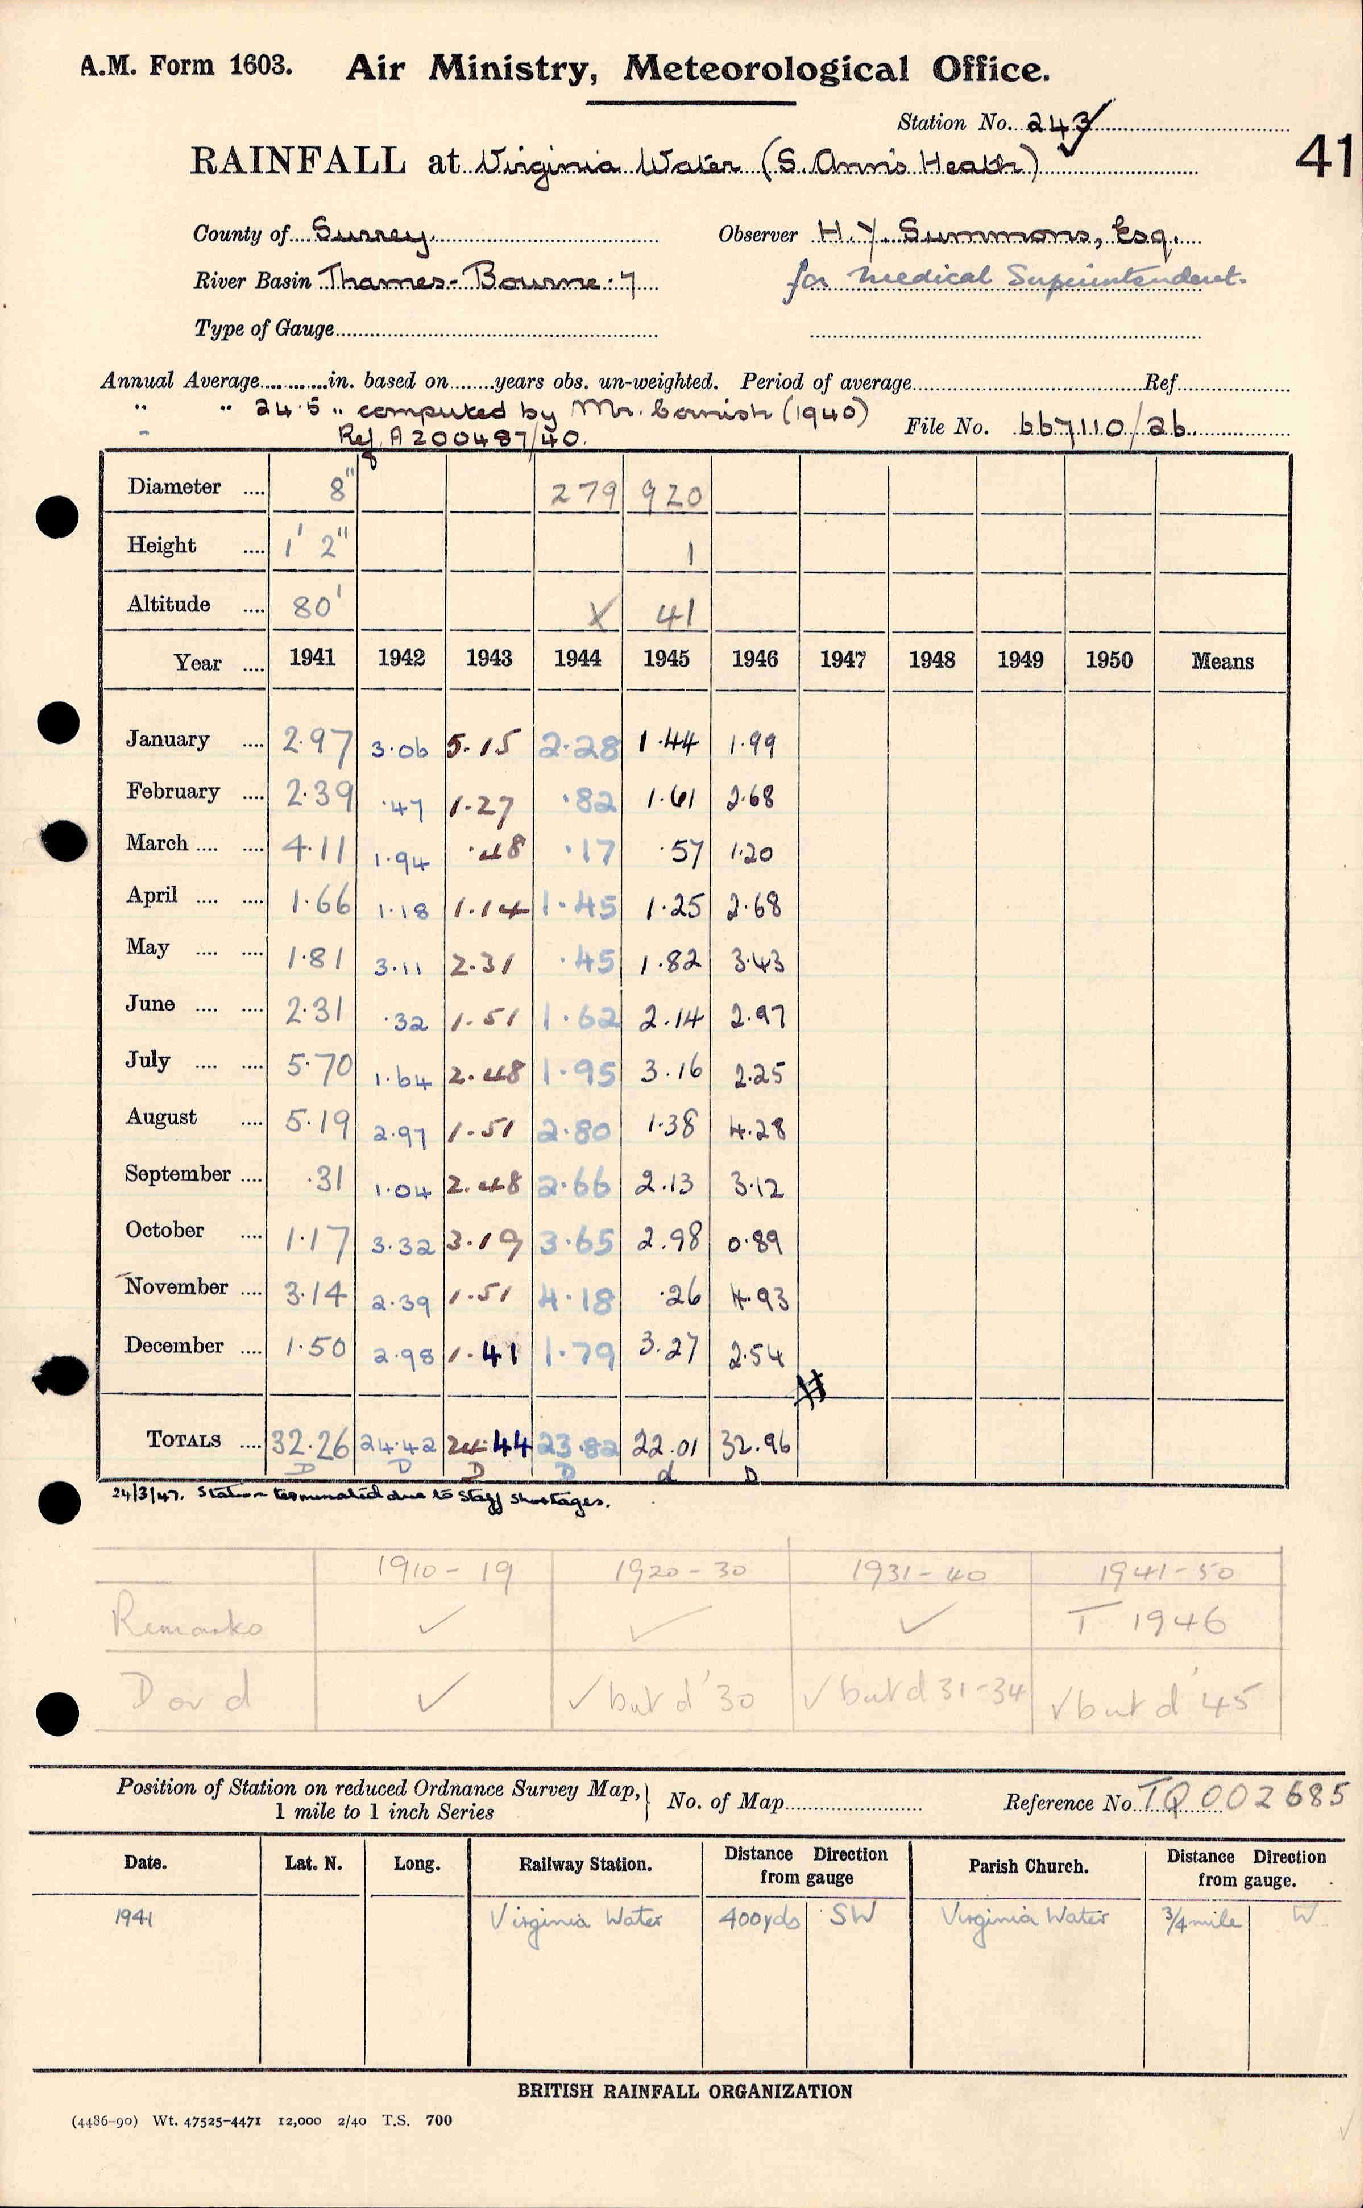 A.M. Form 1603. Air Ministry, Meteorological Office.
Station No. 243
41
RAINFALL at Virginia Water (S. Ann's Heath)
County of Surrey Observer H. Y. Summons, Esq.
River Basin Thames - Bourne. 7 for Medical Superintendent.
Type of Gauge
Annual Average in. based on years obs. un-weighted. Period of average Ref
" " 24.5 " computed by Mr. Cornish (1940) File No. 667110/26
" Ref. A200487/40.
Diameter .... 8" 279 920
Height .... 1' 2" 1
Altitude .... 80' X 41
Year .... 1941 1942 1943 1944 1945 1946 1947 1948 1949 1950 Means
January .... 2.97 3.06 5.15 2.28 1.44 1.99
February .... 2.39 .47 1.27 .82 1.61 2.68
March .... .... 4.11 1.94 .48 .17 .57 1.20
April .... .... 1.66 1.18 1.14 1.45 1.25 2.68
May .... .... 1.81 3.11 2.31 .45 1.82 3.43
June .... .... 2.31 .32 1.51 1.62 2.14 2.97
July .... .... 5.70 1.64 2.48 1.95 3.16 2.25
August .... 5.19 2.97 1.51 2.80 1.38 4.28
September .... .31 1.04 2.48 2.66 2.13 3.12
October .... 1.17 3.32 3.19 3.65 2.98 0.89
November .... 3.14 2.39 1.51 4.18 .26 4.93
December .... 1.50 2.98 1.41 1.79 3.27 2.54
TOTALS .... 32.26 24.42 24.44 23.82 22.01 32.96
D D D D d D
24/3/47. Station terminated due to staff shortages.
1910-19 1920-30 1931-40 1941-50
Remarks ✓ ✓ ✓ T 1946
D or d ✓ ✓ but d '30 ✓ but d 31-34 ✓ but d '45
Position of Station on reduced Ordnance Survey Map, 1 mile to 1 inch Series No. of Map Reference No TQ 002685
Date. Lat. N. Long. Railway Station. Distance Direction from gauge Parish Church. Distance Direction from gauge.
1941 Virginia Water 400yds SW Virginia Water 3/4 mile W
BRITISH RAINFALL ORGANIZATION
(4486-90) Wt. 47525-4471 12,000 2/40 T.S. 700